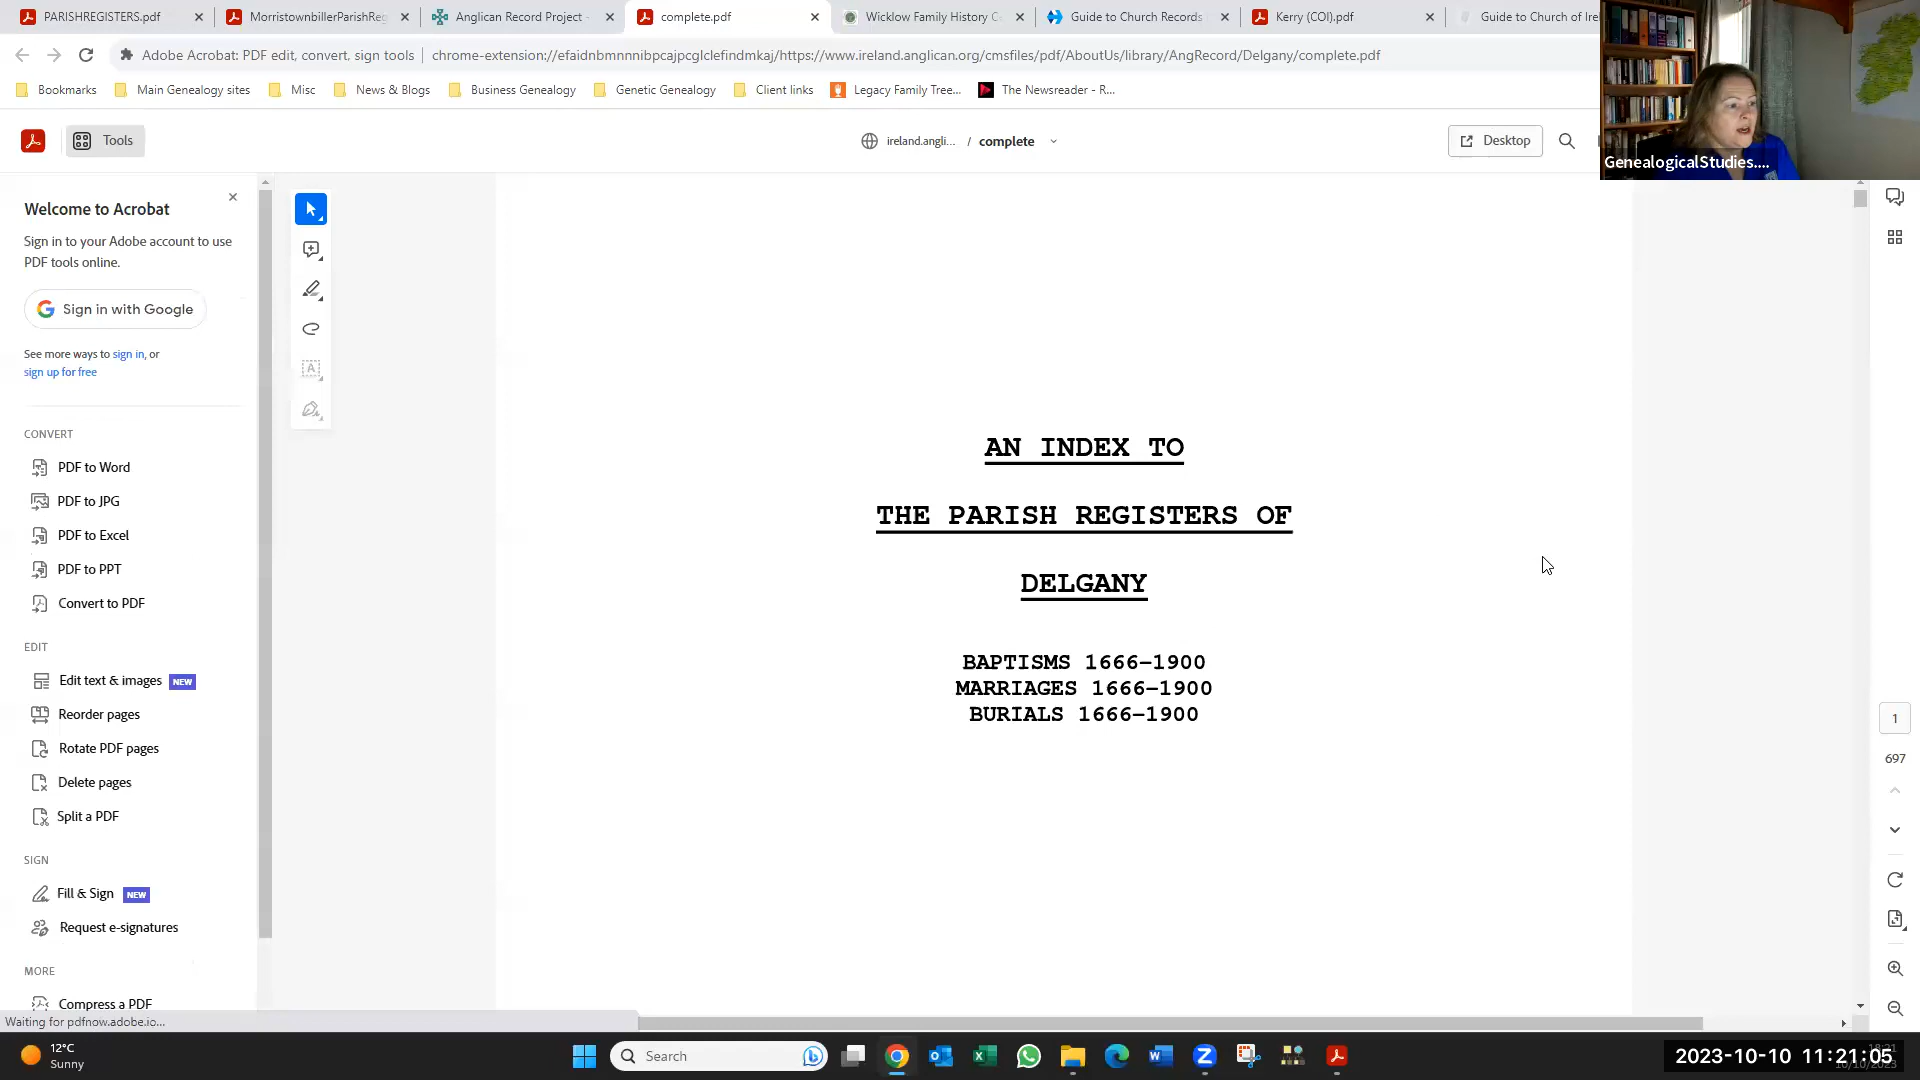 PARISHREGISTERS.pdf
MorristownbillerParishReg
Anglican Record Project -
complete.pdf
Wicklow Family History C
Guide to Church Records
Kerry (COI).pdf
Guide to Church of Irel
Adobe Acrobat: PDF edit, convert, sign tools
chrome-extension://efaidnbmnnnibpcajpcglclefindmkaj/https://www.ireland.anglican.org/cmsfiles/pdf/AboutUs/library/AngRecord/Delgany/complete.pdf
Bookmarks
Main Genealogy sites
Misc
News & Blogs
Business Genealogy
Genetic Genealogy
Client links
Legacy Family Tree...
The Newsreader - R...
GenealogicalStudies....
Tools
ireland.angli... / complete
Desktop
Welcome to Acrobat
Sign in to your Adobe account to use
PDF tools online.
Sign in with Google
See more ways to sign in, or
sign up for free
CONVERT
PDF to Word
PDF to JPG
PDF to Excel
PDF to PPT
Convert to PDF
EDIT
Edit text & images NEW
Reorder pages
Rotate PDF pages
Delete pages
Split a PDF
SIGN
Fill & Sign NEW
Request e-signatures
MORE
Compress a PDF
Waiting for pdfnow.adobe.io...
AN INDEX TO
THE PARISH REGISTERS OF
DELGANY
BAPTISMS 1666-1900
MARRIAGES 1666-1900
BURIALS 1666-1900
1
697
12°C
Sunny
Search
2023-10-10 11:21:05